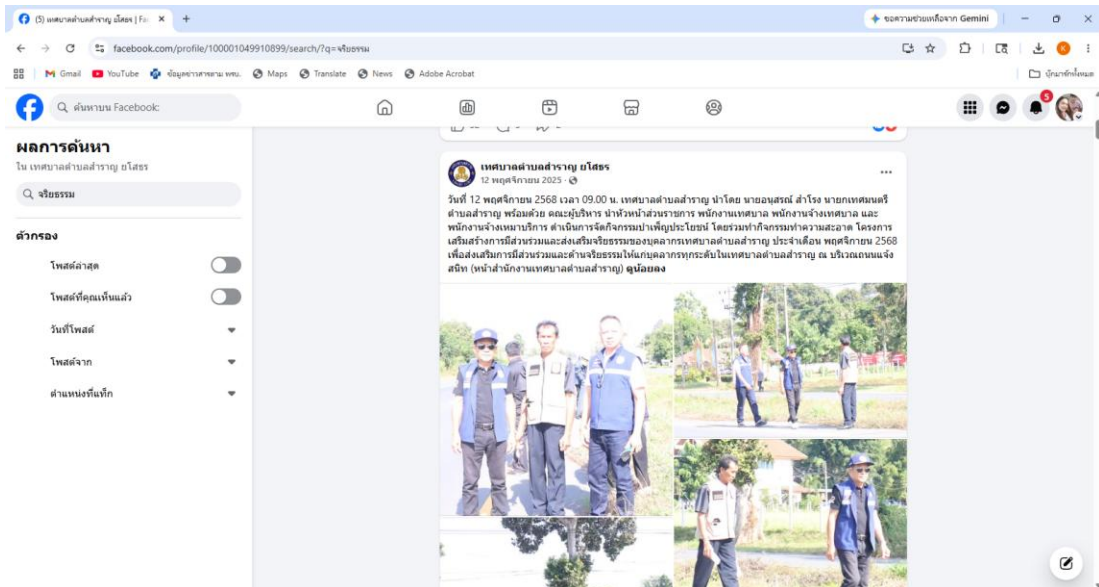 (5) เทศบาลตำบลสำราญ ยโสธร | Fa
ขอความช่วยเหลือจาก Gemini
facebook.com/profile/100001049910899/search/?q=จริยธรรม
Gmail
YouTube
ข้อมูลข่าวสารตาม พรบ.
Maps
Translate
News
Adobe Acrobat
บุ๊กมาร์กทั้งหมด
ค้นหาบน Facebook
5
ผลการค้นหา
ใน เทศบาลตำบลสำราญ ยโสธร
จริยธรรม
ตัวกรอง
โพสต์ล่าสุด
โพสต์ที่คุณเห็นแล้ว
วันที่โพสต์
โพสต์จาก
ตำแหน่งที่แท็ก
เทศบาลตำบลสำราญ ยโสธร
12 พฤศจิกายน 2025 ·
วันที่ 12 พฤศจิกายน 2568 เวลา 09.00 น. เทศบาลตำบลสำราญ นำโดย นายอนุสรณ์ สำโรง นายกเทศมนตรี
ตำบลสำราญ พร้อมด้วย คณะผู้บริหาร นำหัวหน้าส่วนราชการ พนักงานเทศบาล พนักงานจ้างเทศบาล และ
พนักงานจ้างเหมาบริการ ดำเนินการจัดกิจกรรมบำเพ็ญประโยชน์ โดยร่วมทำกิจกรรมทำความสะอาด โครงการ
เสริมสร้างการมีส่วนร่วมและส่งเสริมจริยธรรมของบุคลากรเทศบาลตำบลสำราญ ประจำเดือน พฤศจิกายน 2568
เพื่อส่งเสริมการมีส่วนร่วมและด้านจริยธรรมให้แก่บุคลากรทุกระดับในเทศบาลตำบลสำราญ ณ บริเวณถนนแจ้ง
สนิท (หน้าสำนักงานเทศบาลตำบลสำราญ) ดูน้อยลง